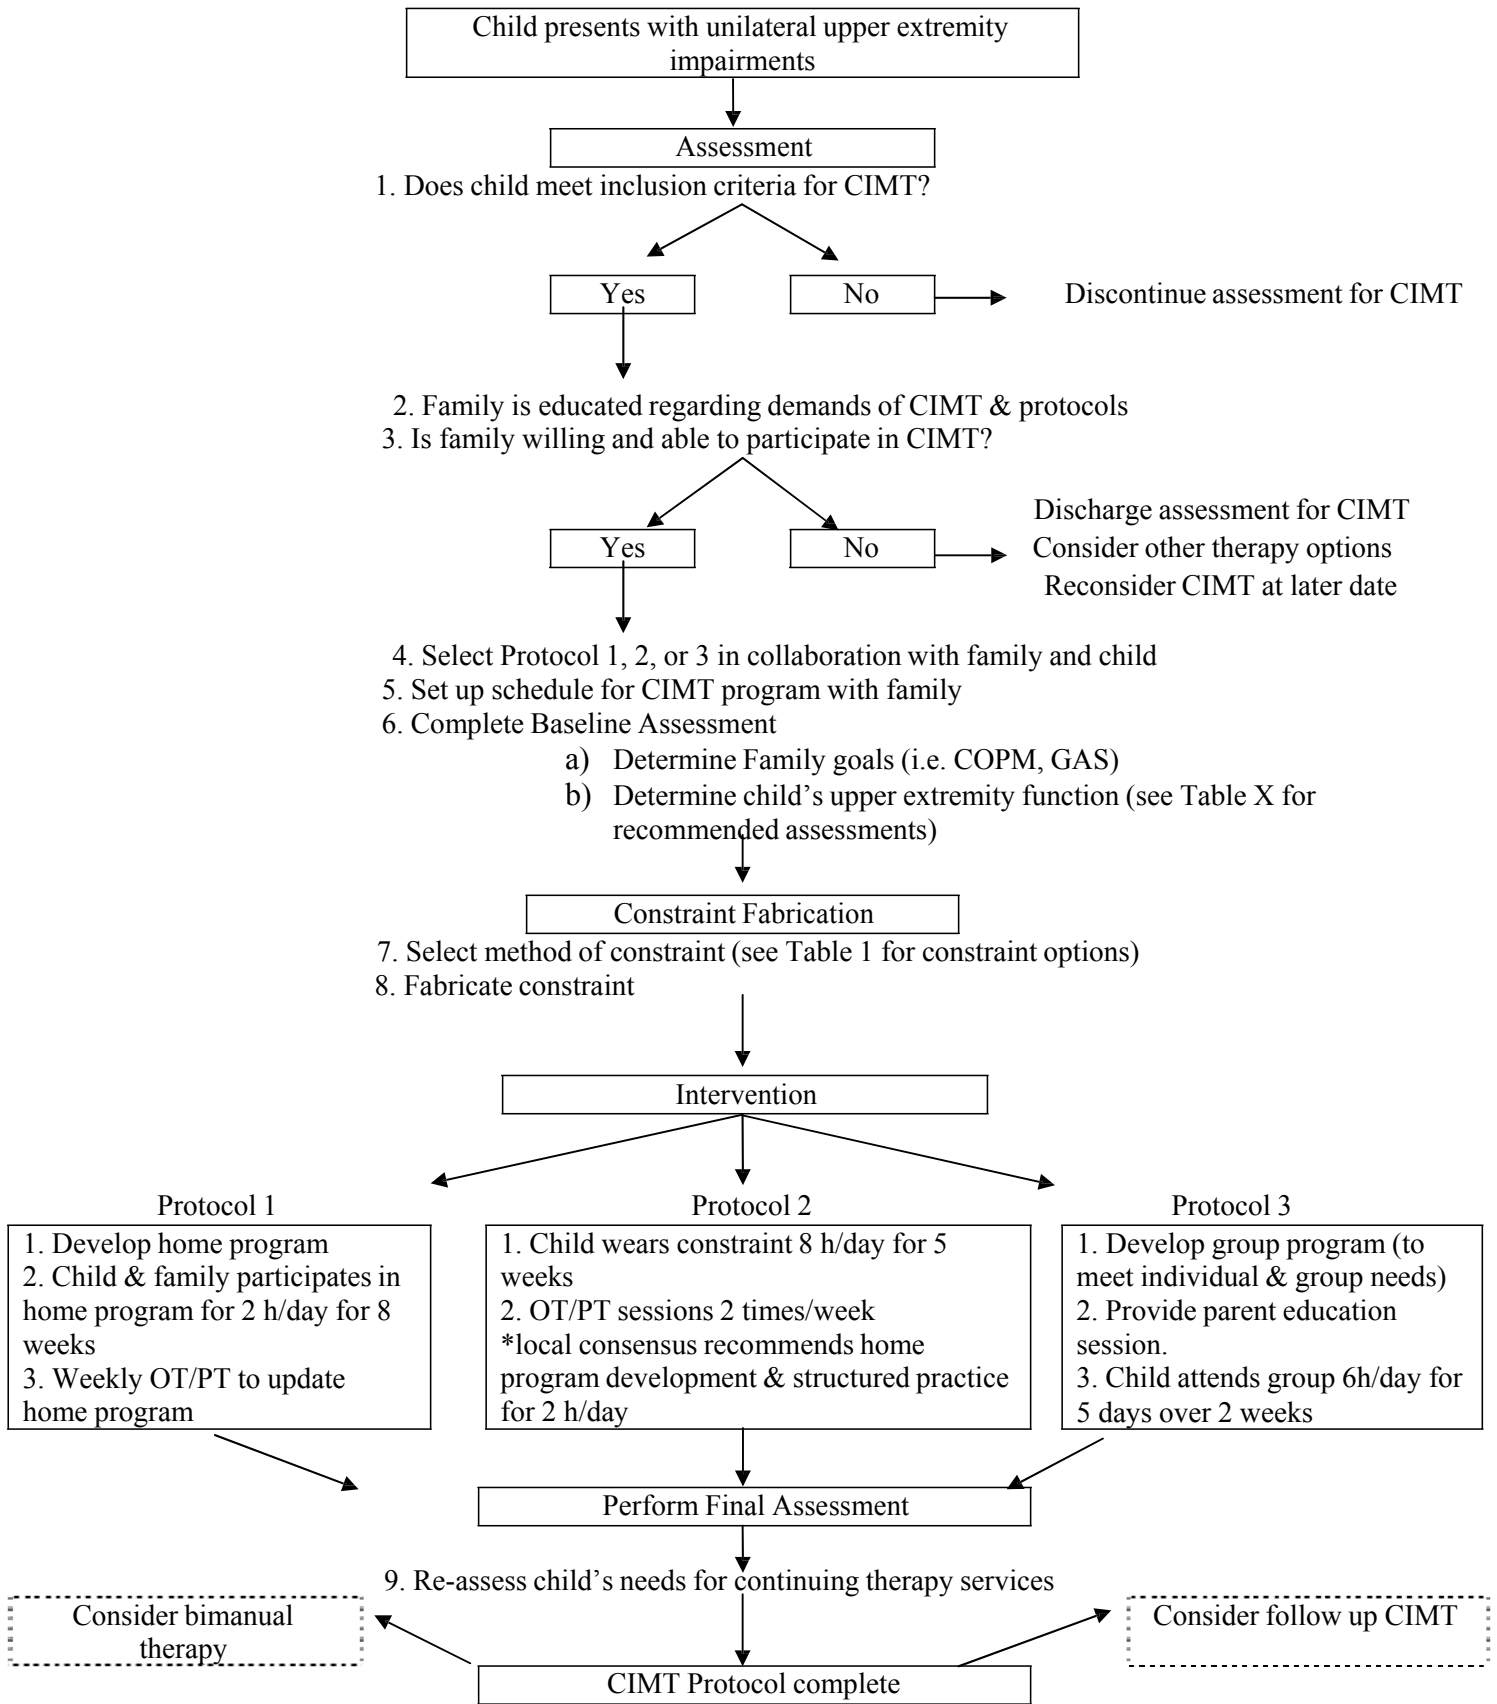 Child presents with unilateral upper extremity
impairments
Assessment
1. Does child meet inclusion criteria for CIMT?
Yes
No
Discontinue assessment for CIMT
2. Family is educated regarding demands of CIMT & protocols
3. Is family willing and able to participate in CIMT?
Yes
No
Discharge assessment for CIMT
Consider other therapy options
Reconsider CIMT at later date
4. Select Protocol 1, 2, or 3 in collaboration with family and child
5. Set up schedule for CIMT program with family
6. Complete Baseline Assessment
a) Determine Family goals (i.e. COPM, GAS)
b) Determine child’s upper extremity function (see Table X for
recommended assessments)
Constraint Fabrication
7. Select method of constraint (see Table 1 for constraint options)
8. Fabricate constraint
Intervention
Protocol 1
1. Develop home program
2. Child & family participates in
home program for 2 h/day for 8
weeks
3. Weekly OT/PT to update
home program
Protocol 2
1. Child wears constraint 8 h/day for 5
weeks
2. OT/PT sessions 2 times/week
*local consensus recommends home
program development & structured practice
for 2 h/day
Protocol 3
1. Develop group program (to
meet individual & group needs)
2. Provide parent education
session.
3. Child attends group 6h/day for
5 days over 2 weeks
Perform Final Assessment
9. Re-assess child’s needs for continuing therapy services
Consider bimanual
therapy
Consider follow up CIMT
CIMT Protocol complete